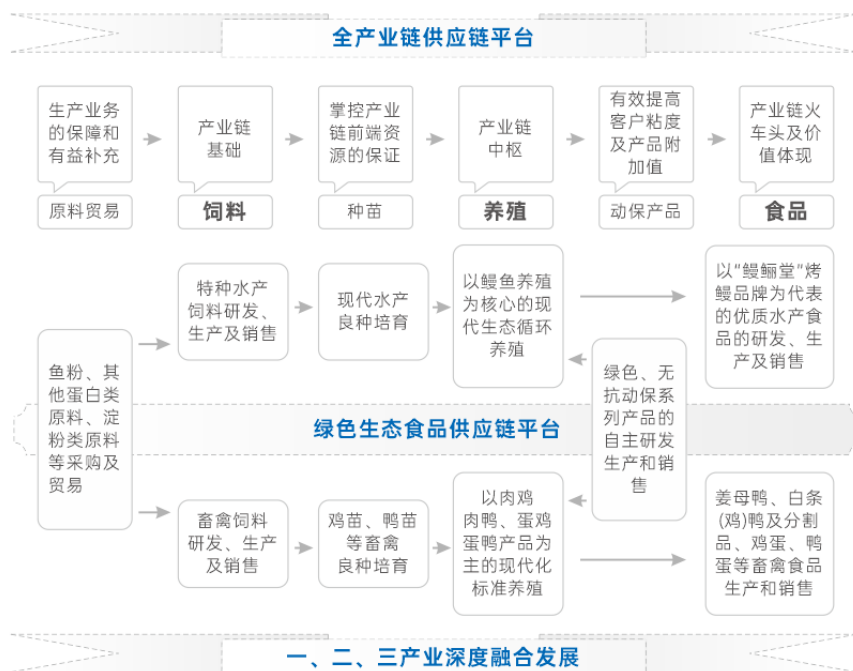 全产业链供应链平台
生产业务
的保障和
有益补充
产业链
基础
掌控产业
链前端资
源的保证
产业链
中枢
有效提高
客户粘度
及产品附
加值
产业链火
车头及价
值体现
原料贸易
饲料
种苗
养殖
动保产品
食品
特种水产
饲料研发、
生产及销售
现代水产
良种培育
以鳗鱼养殖
为核心的现
代生态循环
养殖
以“鳗鲡堂”烤
鳗品牌为代表
的优质水产食
品的研发、生
产及销售
鱼粉、其
他蛋白类
原料、淀
粉类原料
等采购及
贸易
绿色、无
抗动保系
列产品的
自主研发
生产和销
售
绿色生态食品供应链平台
畜禽饲料
研发、生产
及销售
鸡苗、鸭苗
等畜禽
良种培育
以肉鸡
肉鸭、蛋鸡
蛋鸭产品为
主的现代化
标准养殖
姜母鸭、白条
(鸡)鸭及分割
品、鸡蛋、鸭
蛋等畜禽食品
生产和销售
一、二、三产业深度融合发展